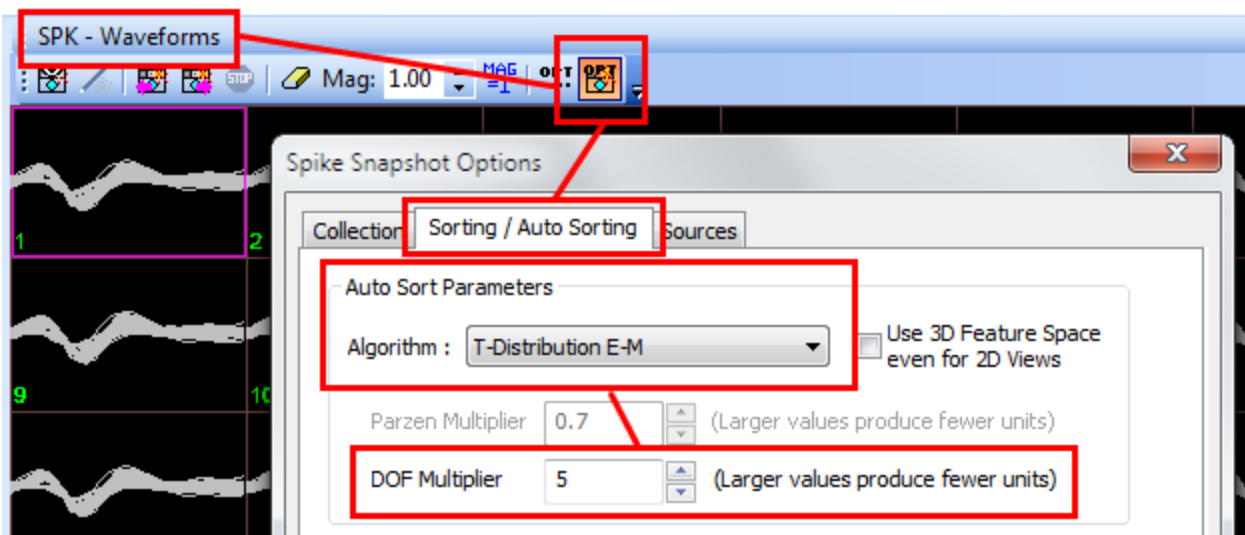 SPK - Waveforms
STOP Mag: 1.00 MAG =1 OPT OPT
Spike Snapshot Options
x
1
2
Collection Sorting / Auto Sorting Sources
Auto Sort Parameters
Algorithm : T-Distribution E-M
Use 3D Feature Space
even for 2D Views
9
10
Parzen Multiplier 0.7 (Larger values produce fewer units)
DOF Multiplier 5 (Larger values produce fewer units)